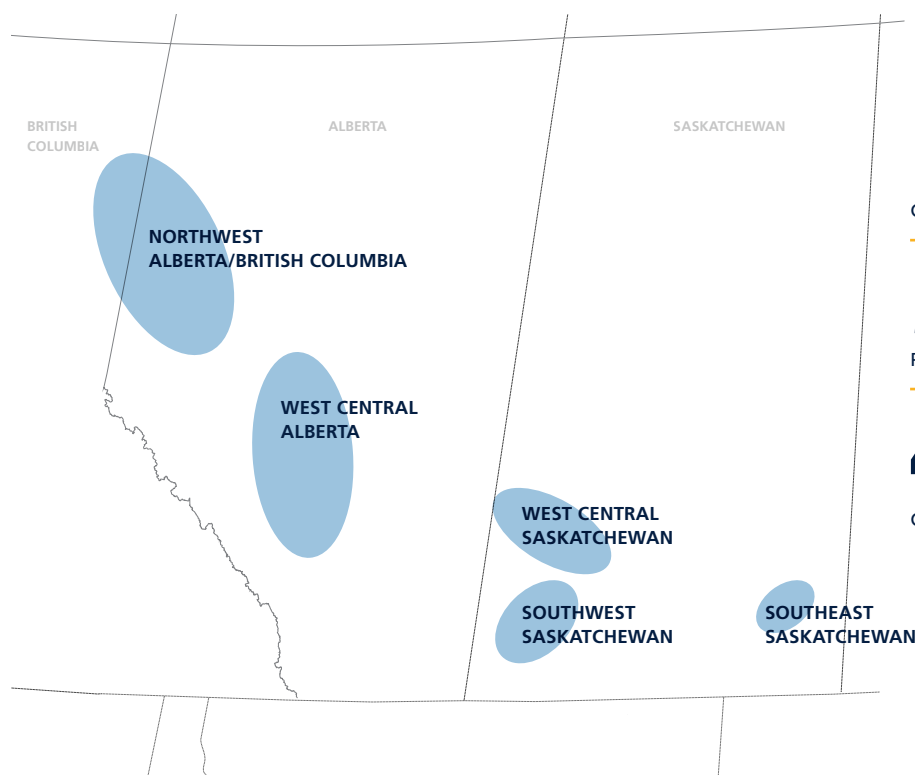 BRITISH
COLUMBIA
ALBERTA
SASKATCHEWAN
NORTHWEST
ALBERTA/BRITISH COLUMBIA
WEST CENTRAL
ALBERTA
WEST CENTRAL
SASKATCHEWAN
SOUTHWEST
SASKATCHEWAN
SOUTHEAST
SASKATCHEWAN